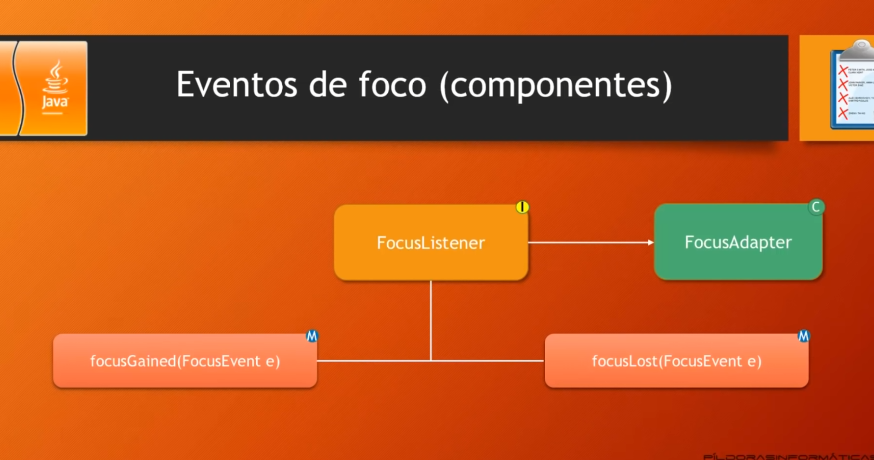 Eventos de foco (componentes)
Java
I
C
FocusListener
FocusAdapter
M
M
focusGained(FocusEvent e)
focusLost(FocusEvent e)
PÍLDORASINFORMÁTICAS